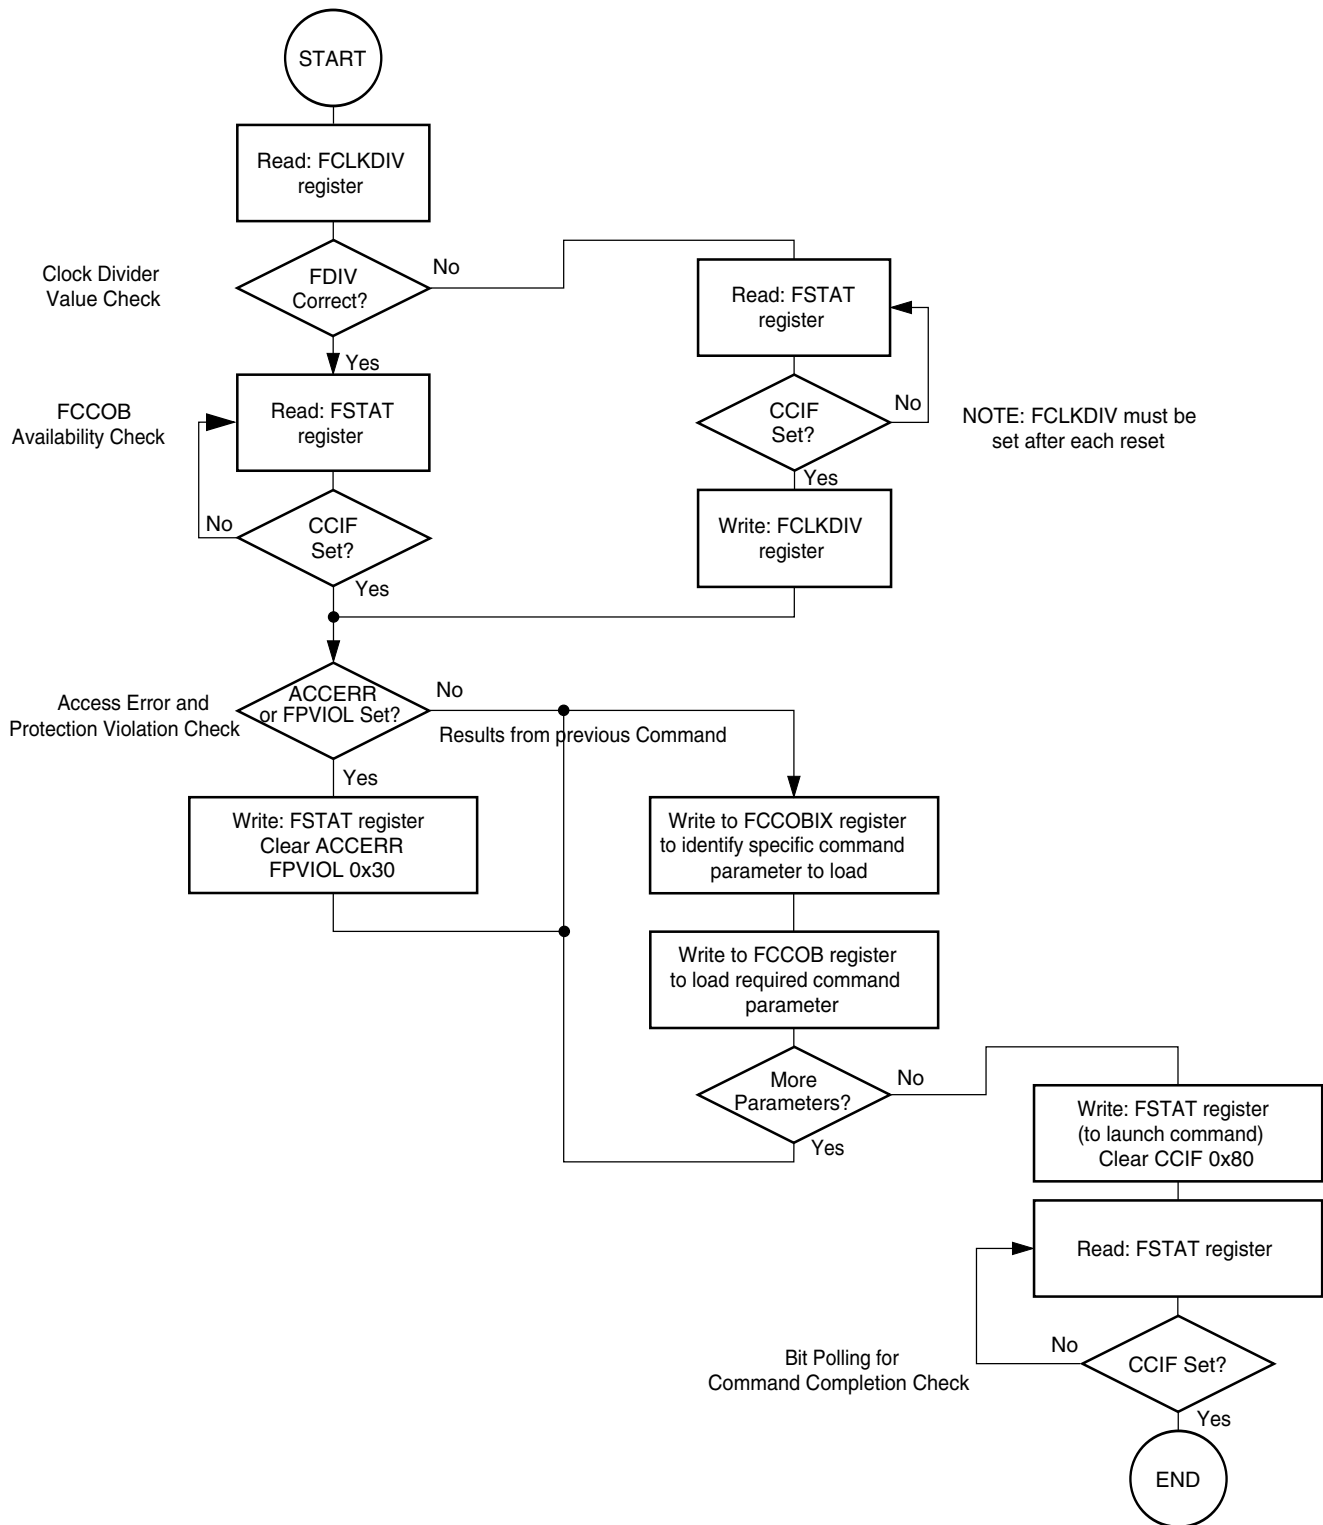 START
Read: FCLKDIV
register
Clock Divider
Value Check
FDIV
Correct?
No
Yes
Read: FSTAT
register
CCIF
Set?
No
Yes
NOTE: FCLKDIV must be
set after each reset
Write: FCLKDIV
register
FCCOB
Availability Check
Read: FSTAT
register
No
CCIF
Set?
Yes
Access Error and
Protection Violation Check
ACCERR
or FPVIOL Set?
No
Results from previous Command
Yes
Write: FSTAT register
Clear ACCERR
FPVIOL 0x30
Write to FCCOBIX register
to identify specific command
parameter to load
Write to FCCOB register
to load required command
parameter
More
Parameters?
No
Yes
Write: FSTAT register
(to launch command)
Clear CCIF 0x80
Read: FSTAT register
Bit Polling for
Command Completion Check
No
CCIF Set?
Yes
END